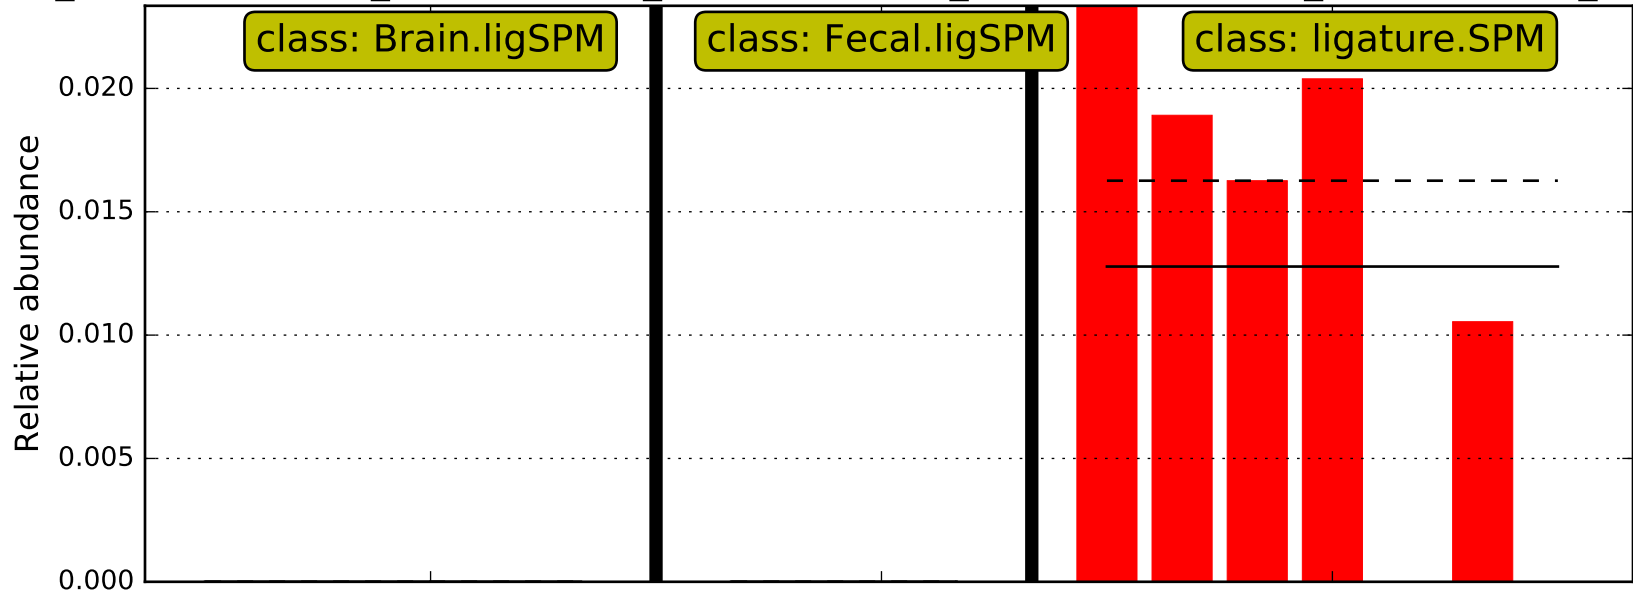 class: Brain.ligSPM
class: Fecal.ligSPM
class: ligature.SPM
Relative abundance
0.020
0.015
0.010
0.005
0.000